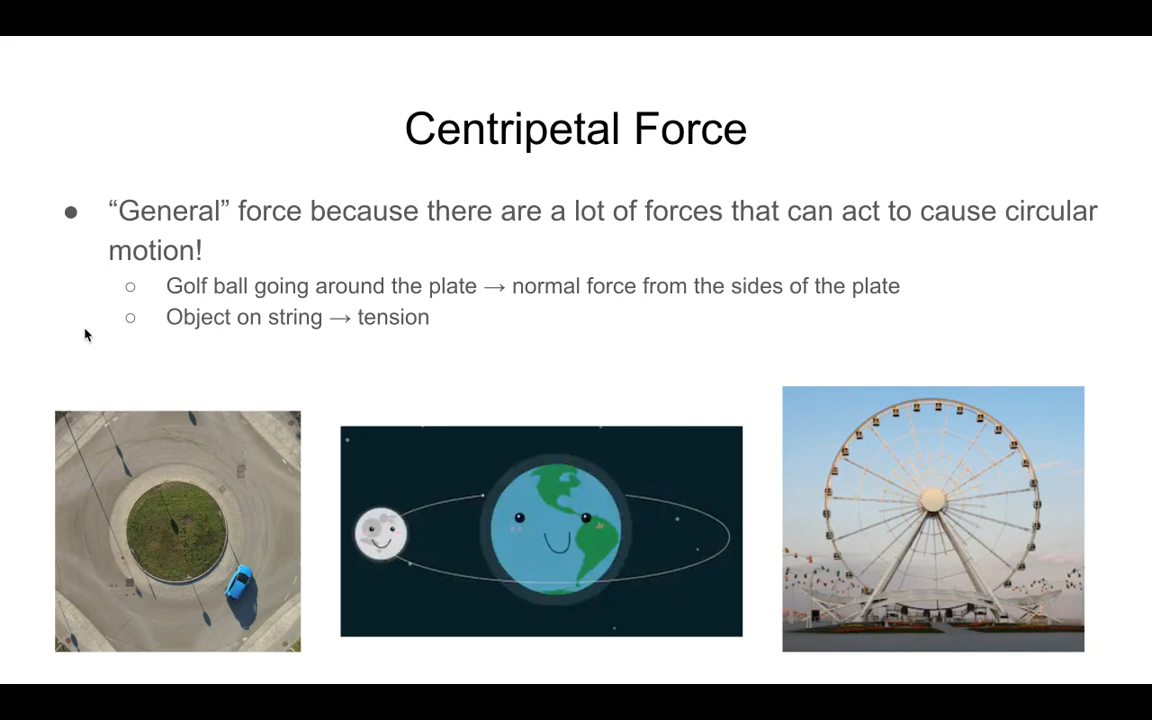 Centripetal Force
● “General” force because there are a lot of forces that can act to cause circular
motion!
○ Golf ball going around the plate → normal force from the sides of the plate
○ Object on string → tension